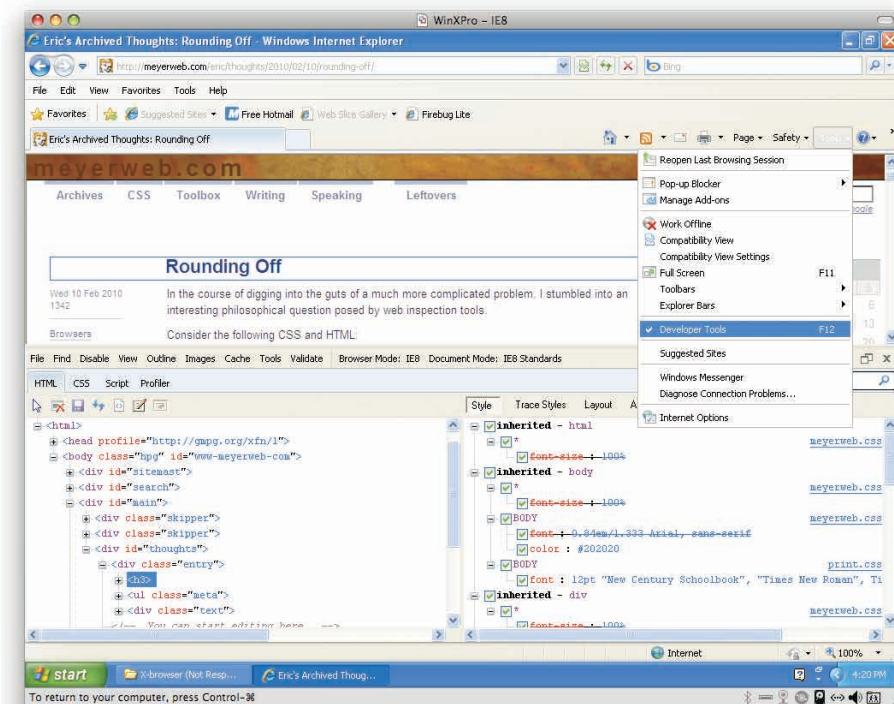 WinXPro – IE8
Eric's Archived Thoughts: Rounding Off - Windows Internet Explorer
http://meyerweb.com/eric/thoughts/2010/02/10/rounding-off/
Bing
File Edit View Favorites Tools Help
Favorites Suggested Sites Free Hotmail Web Slice Gallery Firebug Lite
Eric's Archived Thoughts: Rounding Off
Page Safety
meyerweb.com
Archives CSS Toolbox Writing Speaking Leftovers
Reopen Last Browsing Session
Pop-up Blocker
Manage Add-ons
Work Offline
Compatibility View
Compatibility View Settings
Full Screen F11
Toolbars
Explorer Bars
Developer Tools F12
Suggested Sites
Windows Messenger
Diagnose Connection Problems...
Internet Options
6
13
20
Rounding Off
Wed 10 Feb 2010
1342
Browsers
In the course of digging into the guts of a much more complicated problem, I stumbled into an
interesting philosophical question posed by web inspection
tools.
Consider the following CSS and HTML:
File Find Disable View Outline Images Cache Tools Validate Browser Mode: IE8 Document Mode: IE8 Standards
HTML CSS Script Profiler
Style Trace Styles Layout A
<html>
<head profile="http://gmpg.org/xfn/1">
<body class="hpg" id="www-meyerweb-com">
<div id="sitemast">
<div id="search">
<div id="main">
<div class="skipper">
<div class="skipper">
<div id="thoughts">
<div class="entry">
<h3>
<ul class="meta">
<div class="text">
<!-- You can start editing here. -->
inherited - html
* meyerweb.css
font-size : 100%
inherited - body
* meyerweb.css
font-size : 100%
BODY meyerweb.css
font : 0.84em/1.333 Arial, sans-serif
color : #202020
BODY print.css
font : 12pt "New Century Schoolbook", "Times New Roman", Ti
inherited - div
* meyerweb.css
font-size : 100%
Internet 100%
start X-browser (Not Resp... Eric's Archived Thoug... 4:20 PM
To return to your computer, press Control-⌘